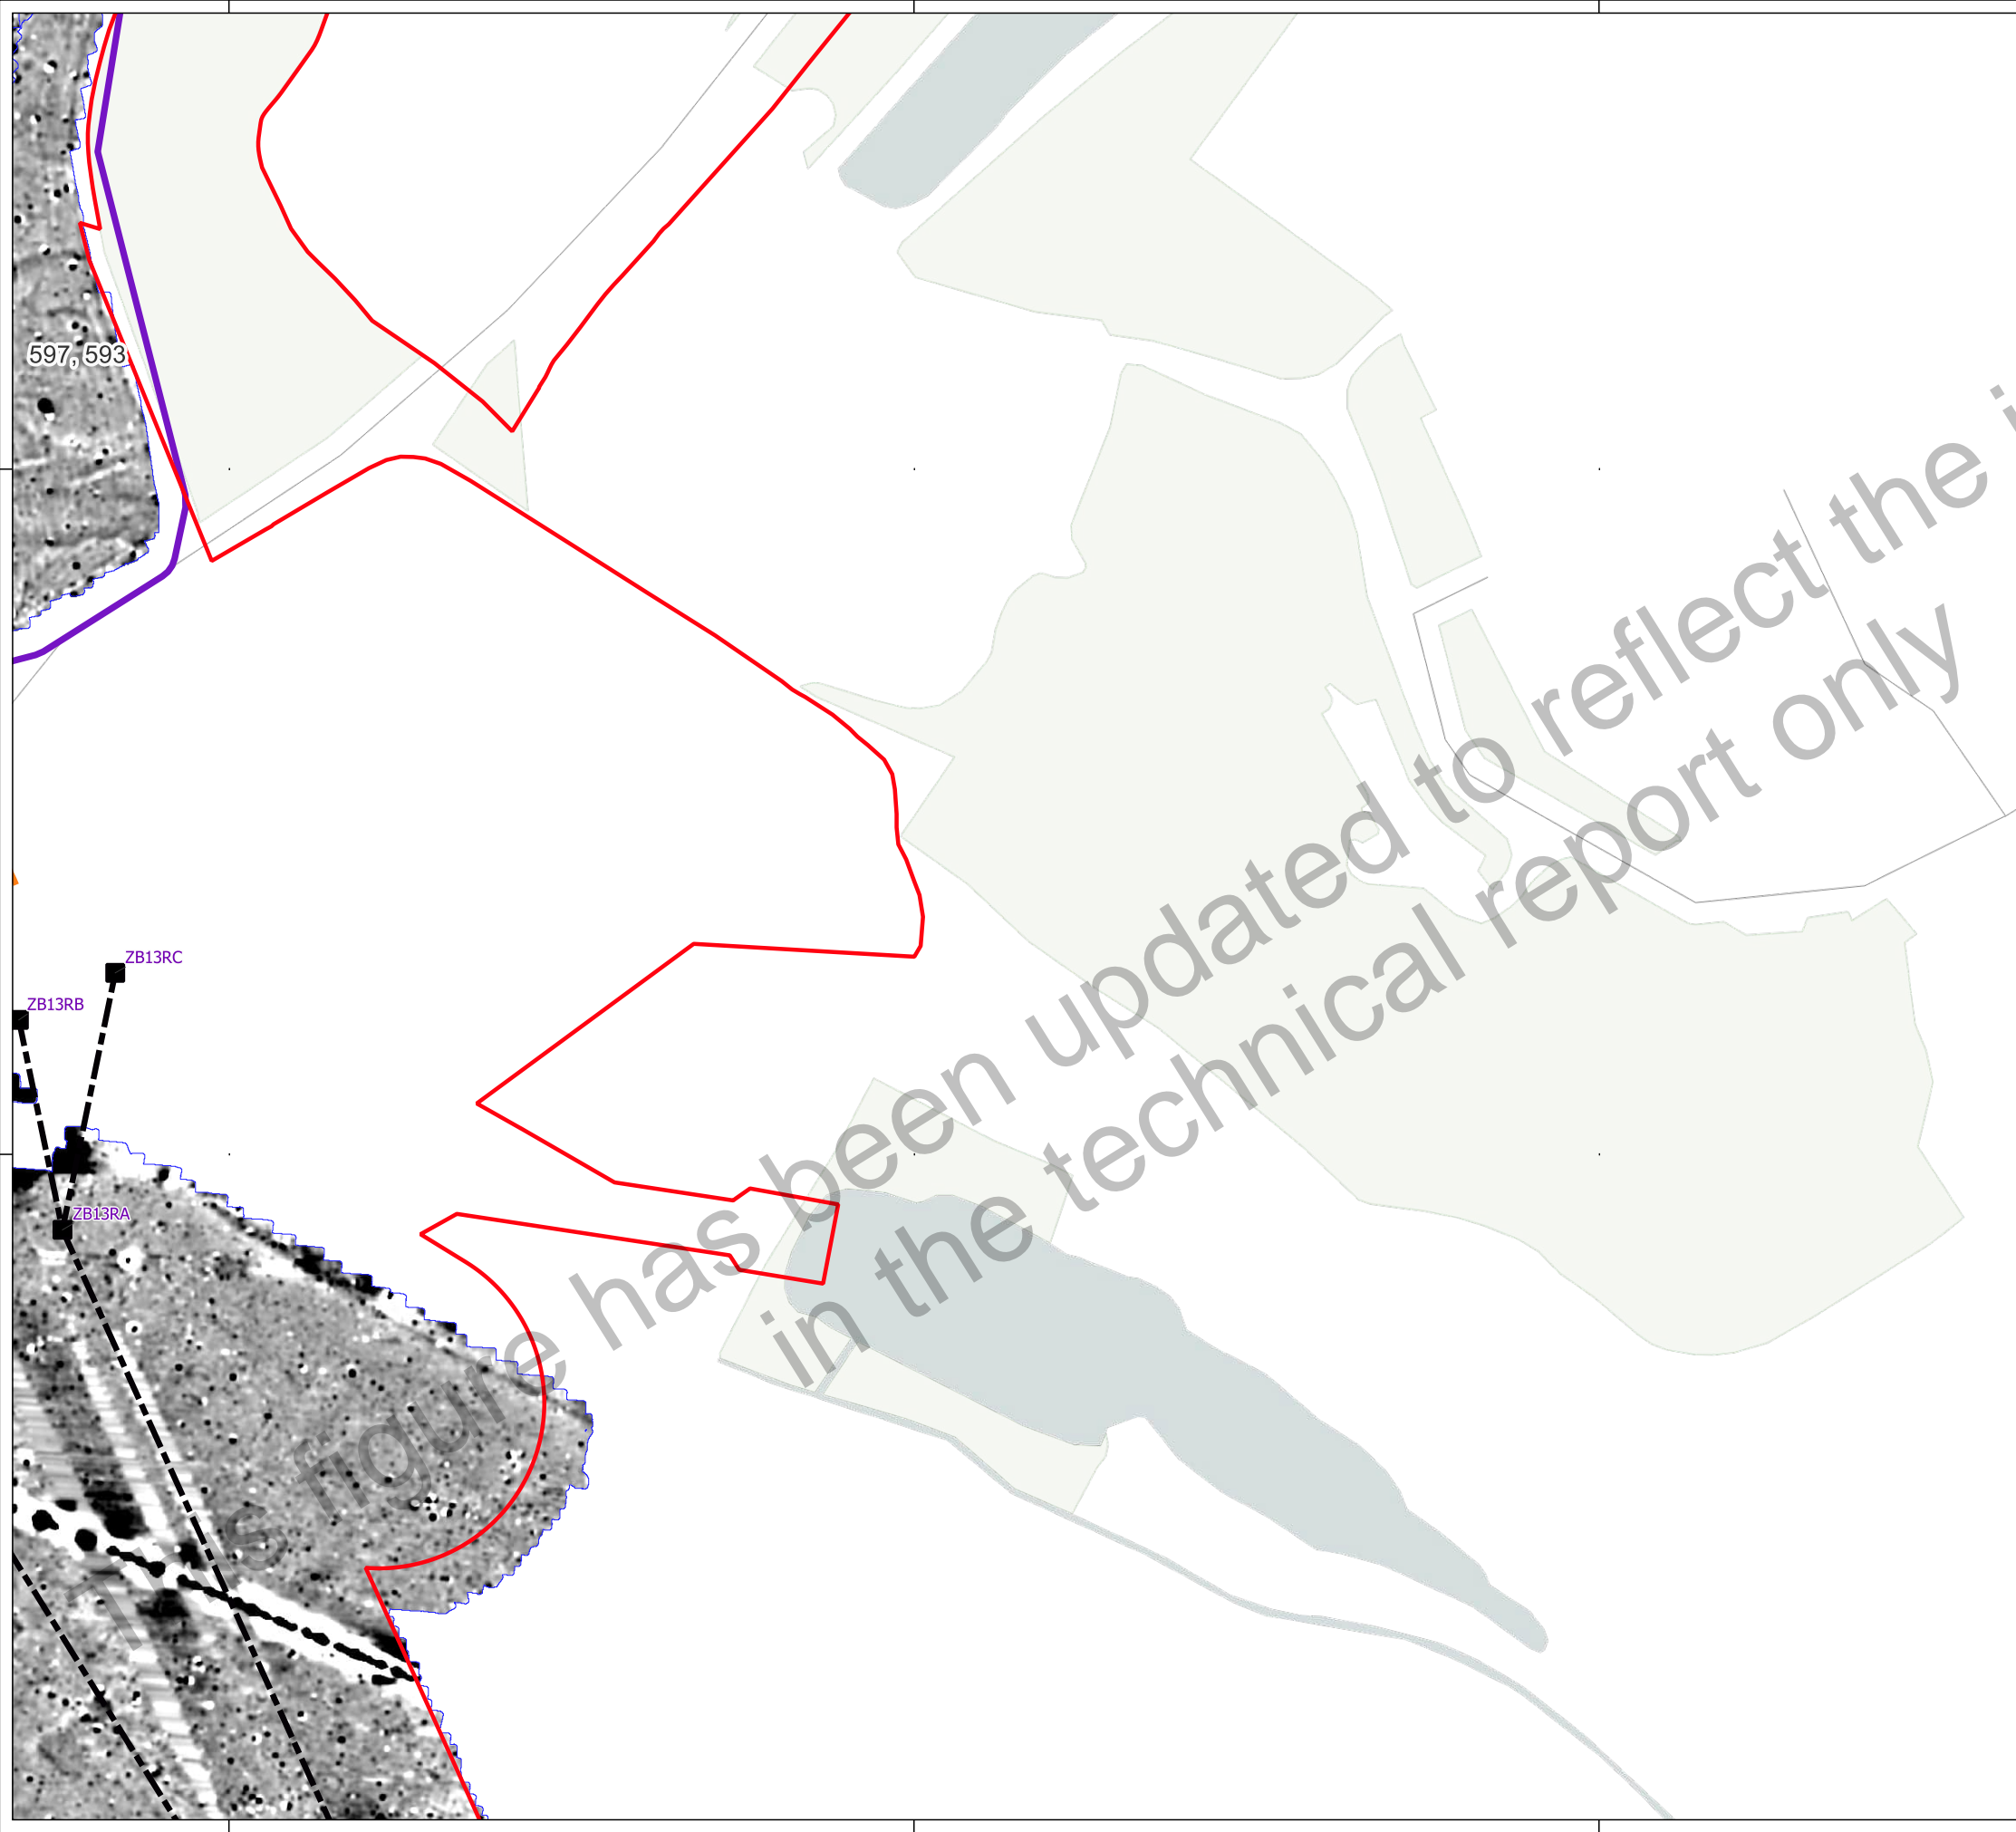 597, 593
ZB13RC
ZB13RB
ZB13RA
This figure has been updated to reflect the
in the technical report only